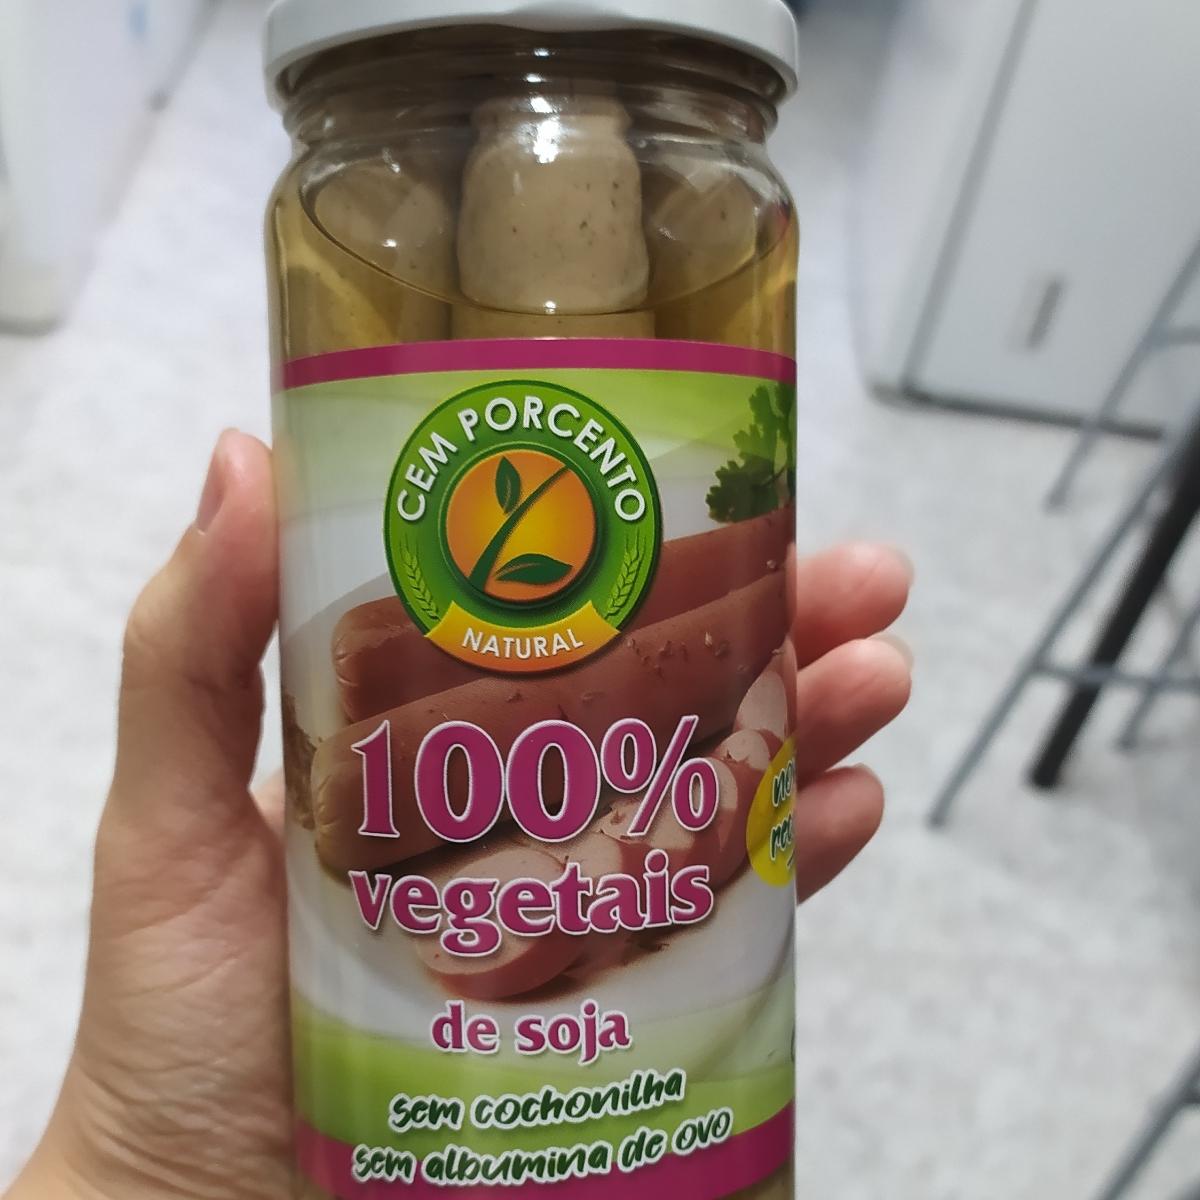 CEM PORCENTO
NATURAL
100%
vegetais
de soja
sem cochonilha
sem albumina de ovo